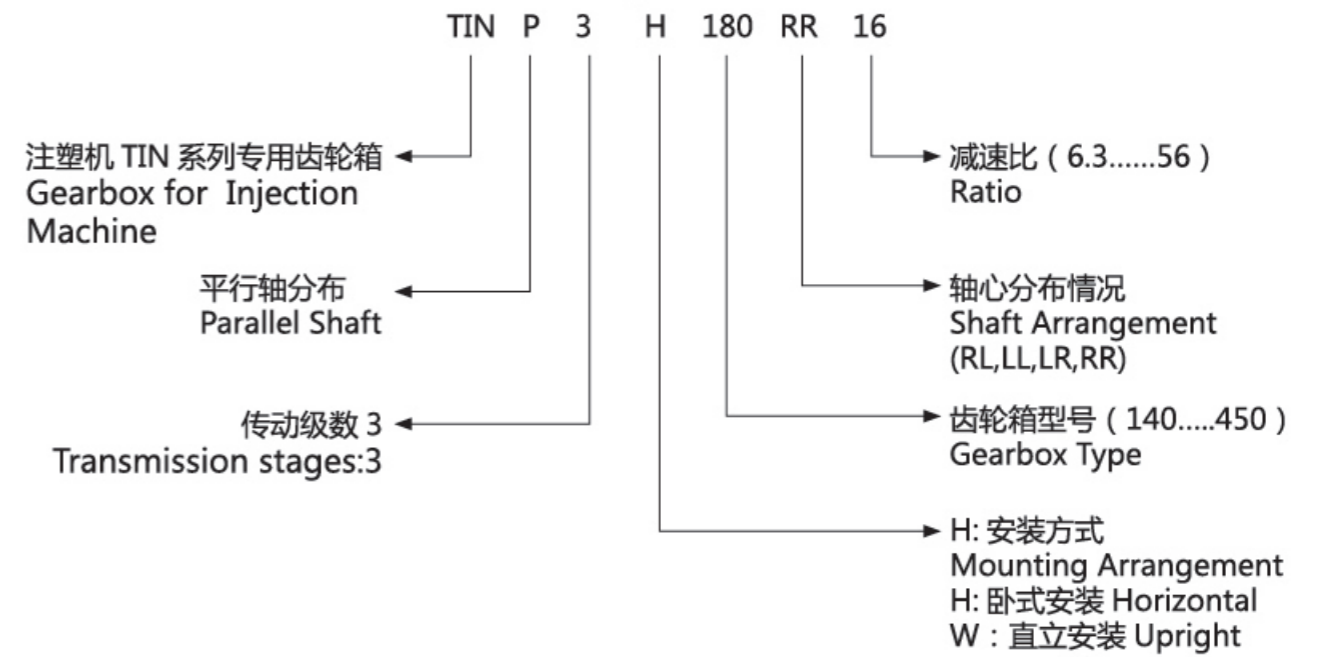 TIN P 3 H 180 RR 16
注塑机 TIN 系列专用齿轮箱
Gearbox for Injection
Machine
平行轴分布
Parallel Shaft
传动级数 3
Transmission stages:3
减速比 ( 6.3......56 )
Ratio
轴心分布情况
Shaft Arrangement
(RL,LL,LR,RR)
齿轮箱型号 ( 140.....450 )
Gearbox Type
H: 安装方式
Mounting Arrangement
H: 卧式安装 Horizontal
W : 直立安装 Upright